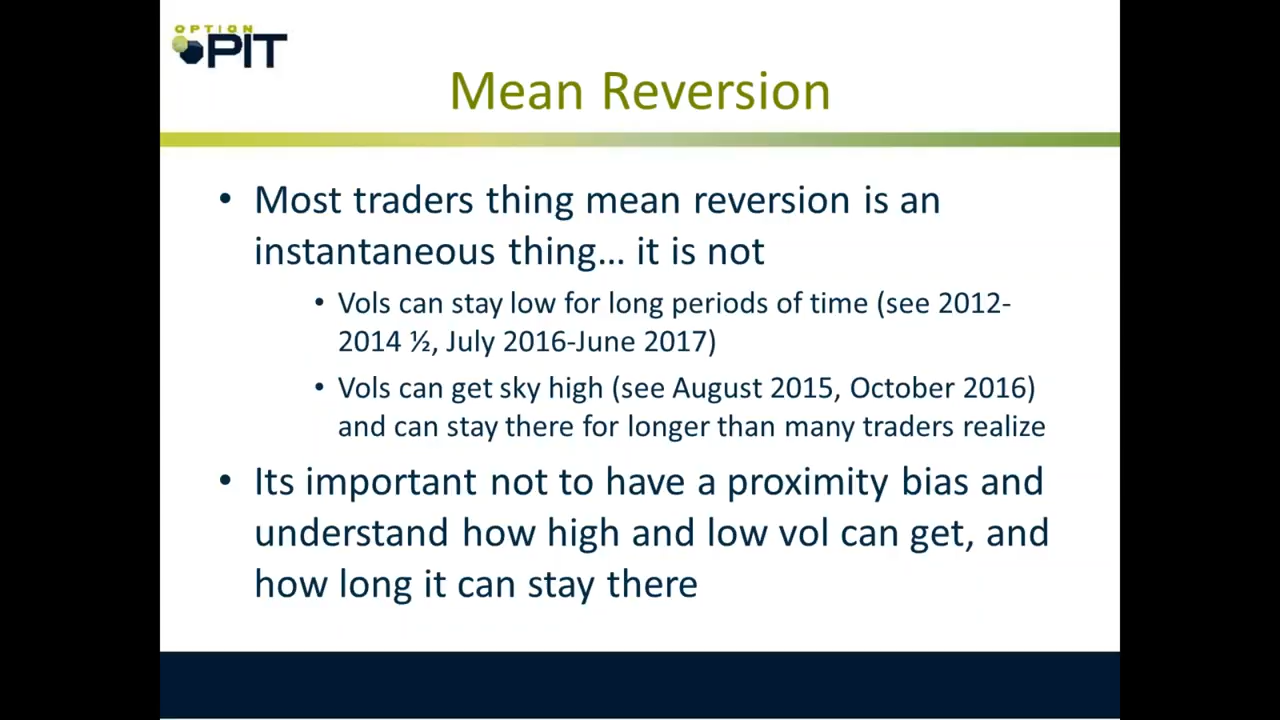 OPTION
PIT
Mean Reversion
• Most traders thing mean reversion is an
instantaneous thing… it is not
• Vols can stay low for long periods of time (see 2012-
2014 ½, July 2016-June 2017)
• Vols can get sky high (see August 2015, October 2016)
and can stay there for longer than many traders realize
• Its important not to have a proximity bias and
understand how high and low vol can get, and
how long it can stay there